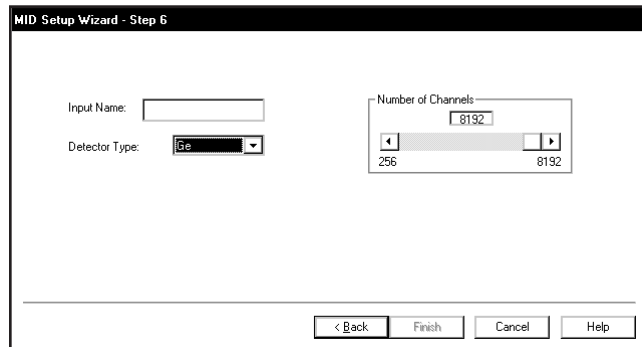 MID Setup Wizard - Step 6
Input Name:
Detector Type: Ge
Number of Channels
8192
256 8192
< Back Finish Cancel Help